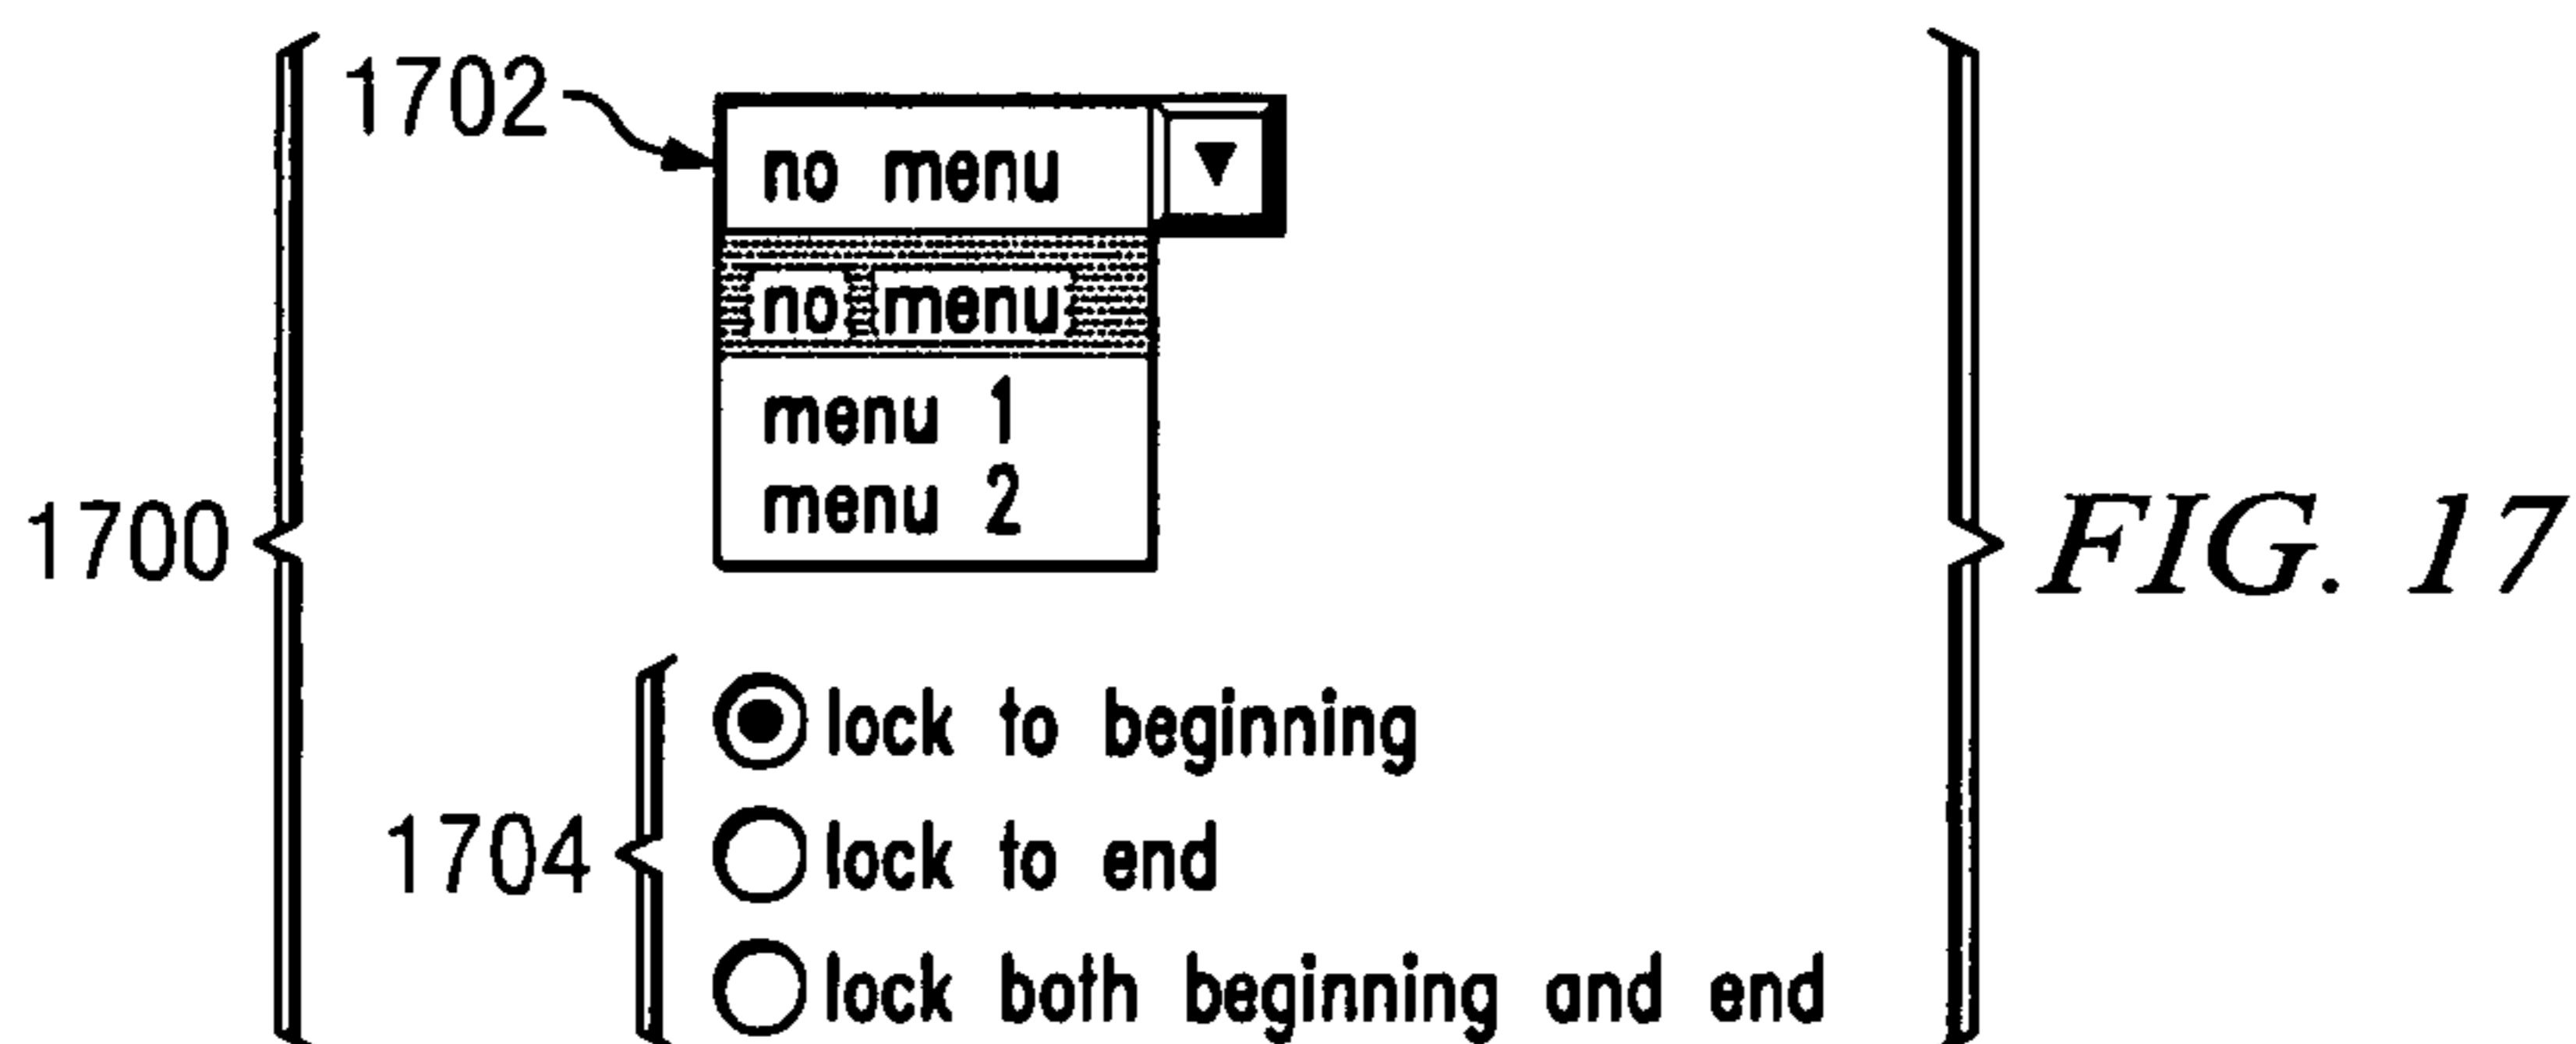 1702
no menu
no menu
menu 1
menu 2
1700
FIG. 17
1704
lock to beginning
lock to end
lock both beginning and end